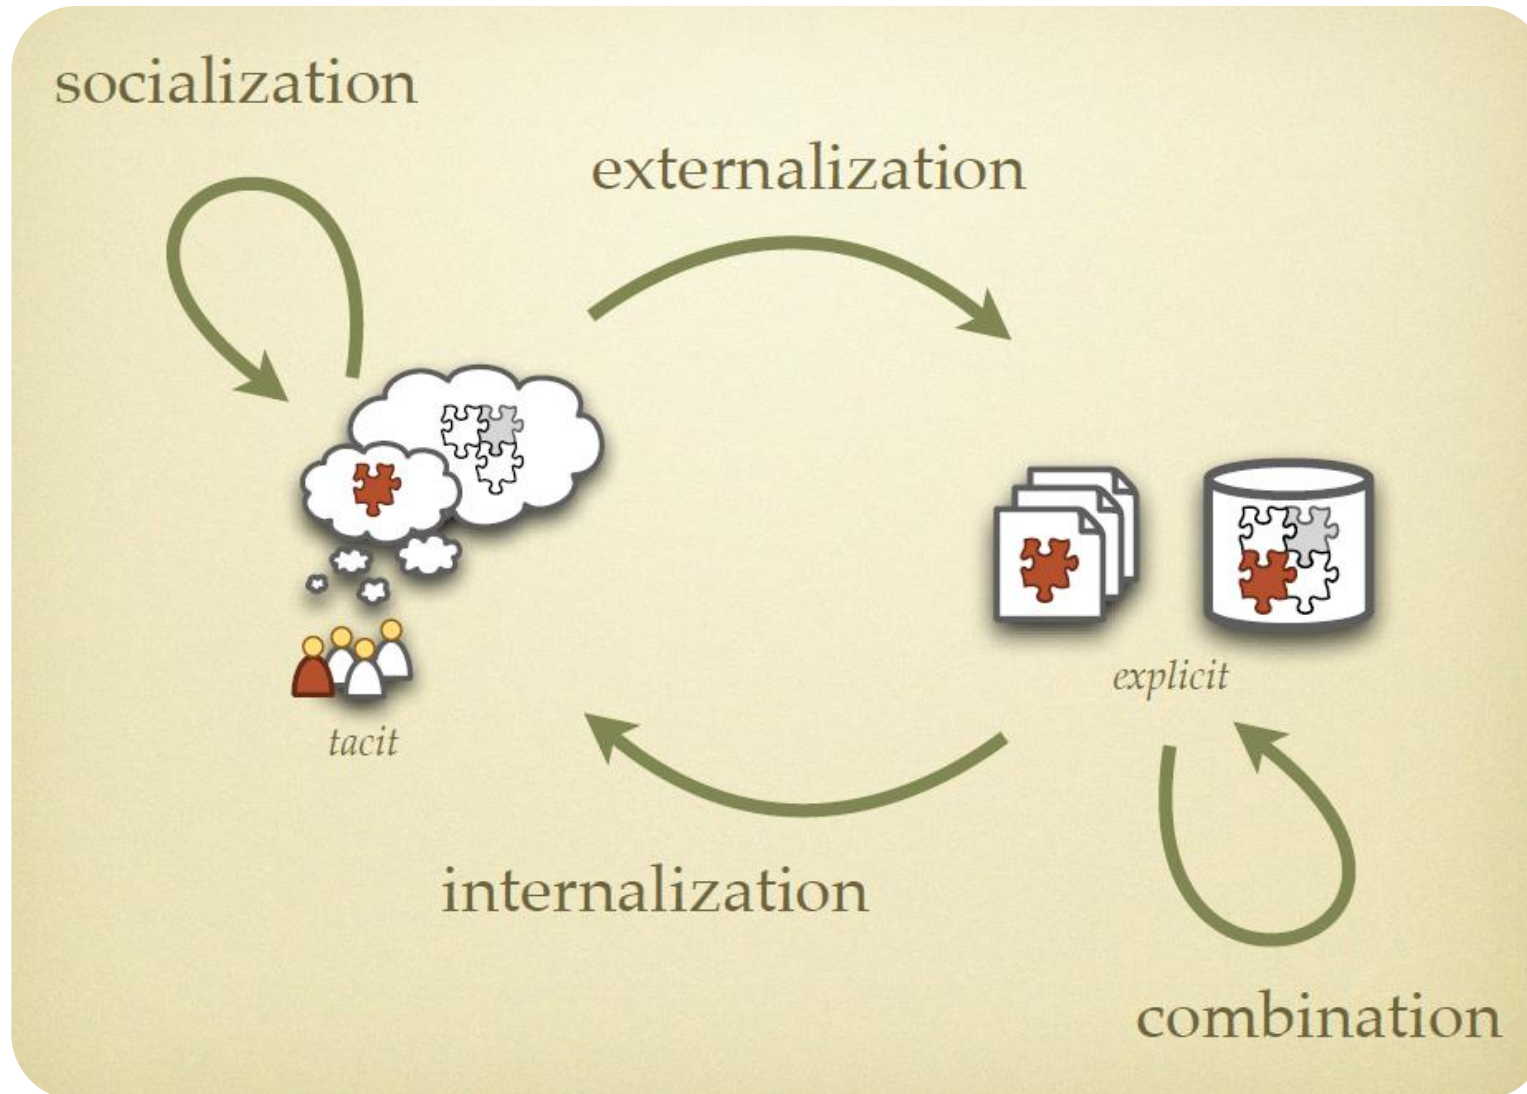 socialization
externalization
explicit
tacit
internalization
combination